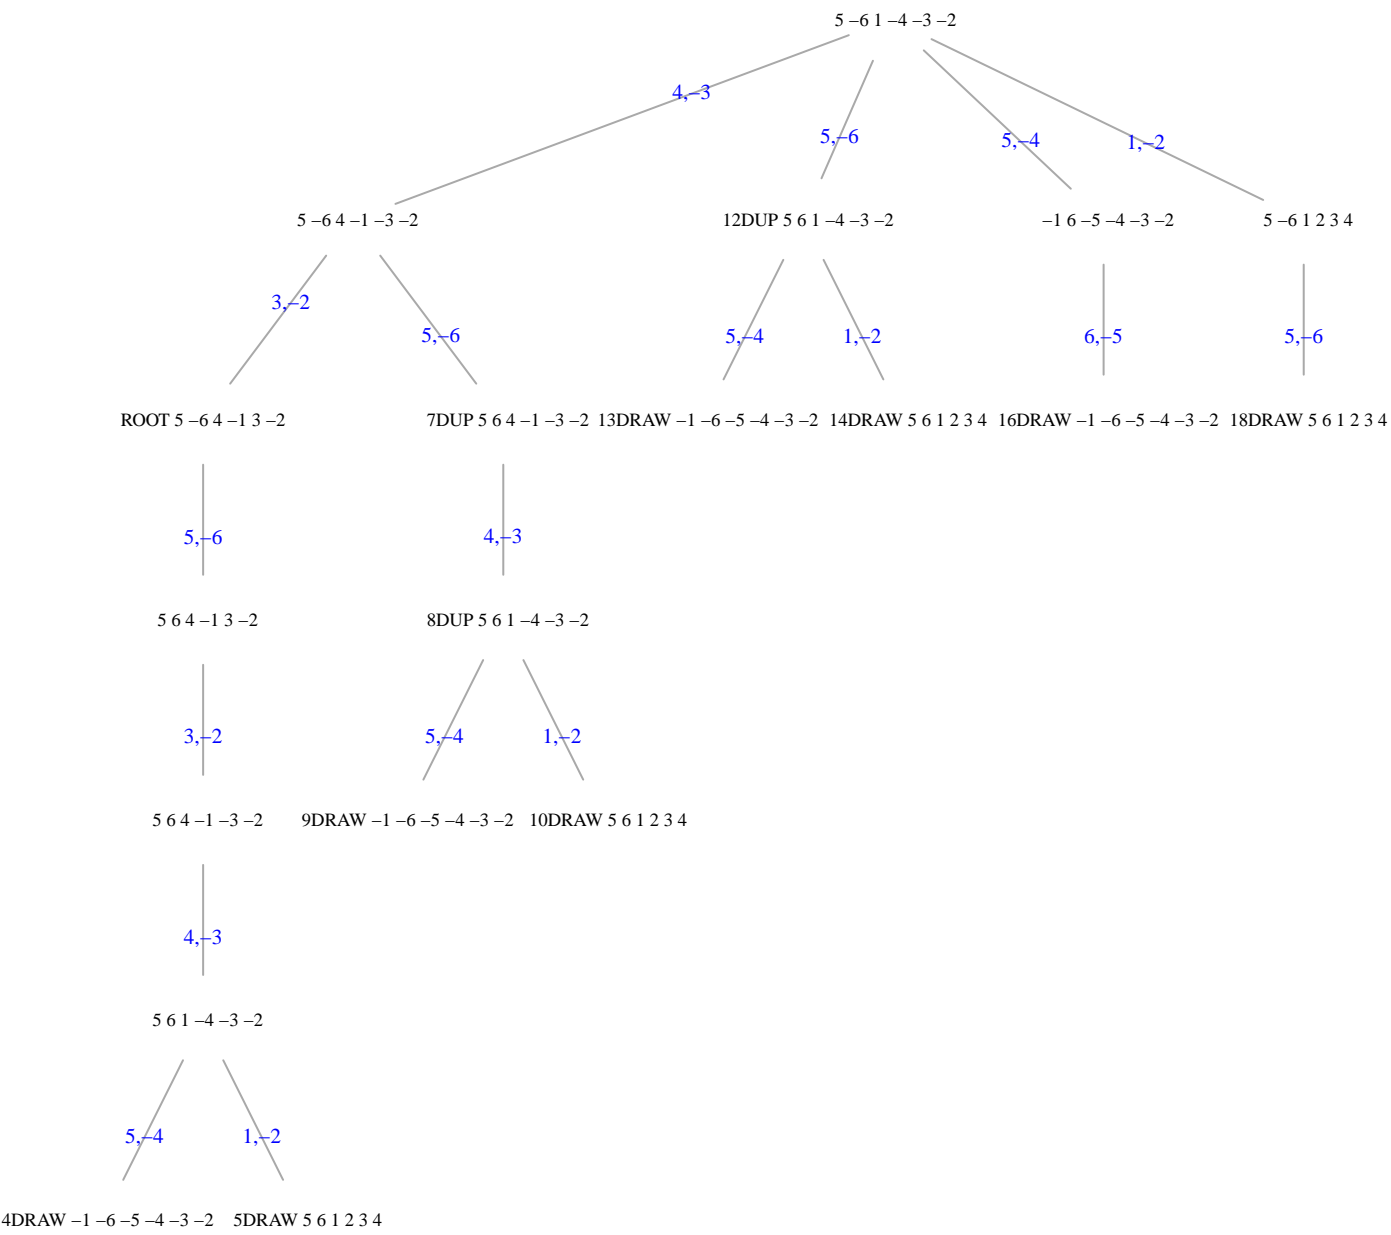 5 –6 1 –4 –3 –2
4,–3
5,–6
5,–4
1,–2
5 –6 4 –1 –3 –2
12DUP 5 6 1 –4 –3 –2
–1 6 –5 –4 –3 –2
5 –6 1 2 3 4
3,–2
5,–6
5,–4
1,–2
6,–5
5,–6
ROOT 5 –6 4 –1 3 –2
7DUP 5 6 4 –1 –3 –2
13DRAW –1 –6 –5 –4 –3 –2
14DRAW 5 6 1 2 3 4
16DRAW –1 –6 –5 –4 –3 –2
18DRAW 5 6 1 2 3 4
5,–6
4,–3
5 6 4 –1 3 –2
8DUP 5 6 1 –4 –3 –2
3,–2
5,–4
1,–2
5 6 4 –1 –3 –2
9DRAW –1 –6 –5 –4 –3 –2
10DRAW 5 6 1 2 3 4
4,–3
5 6 1 –4 –3 –2
5,–4
1,–2
4DRAW –1 –6 –5 –4 –3 –2
5DRAW 5 6 1 2 3 4